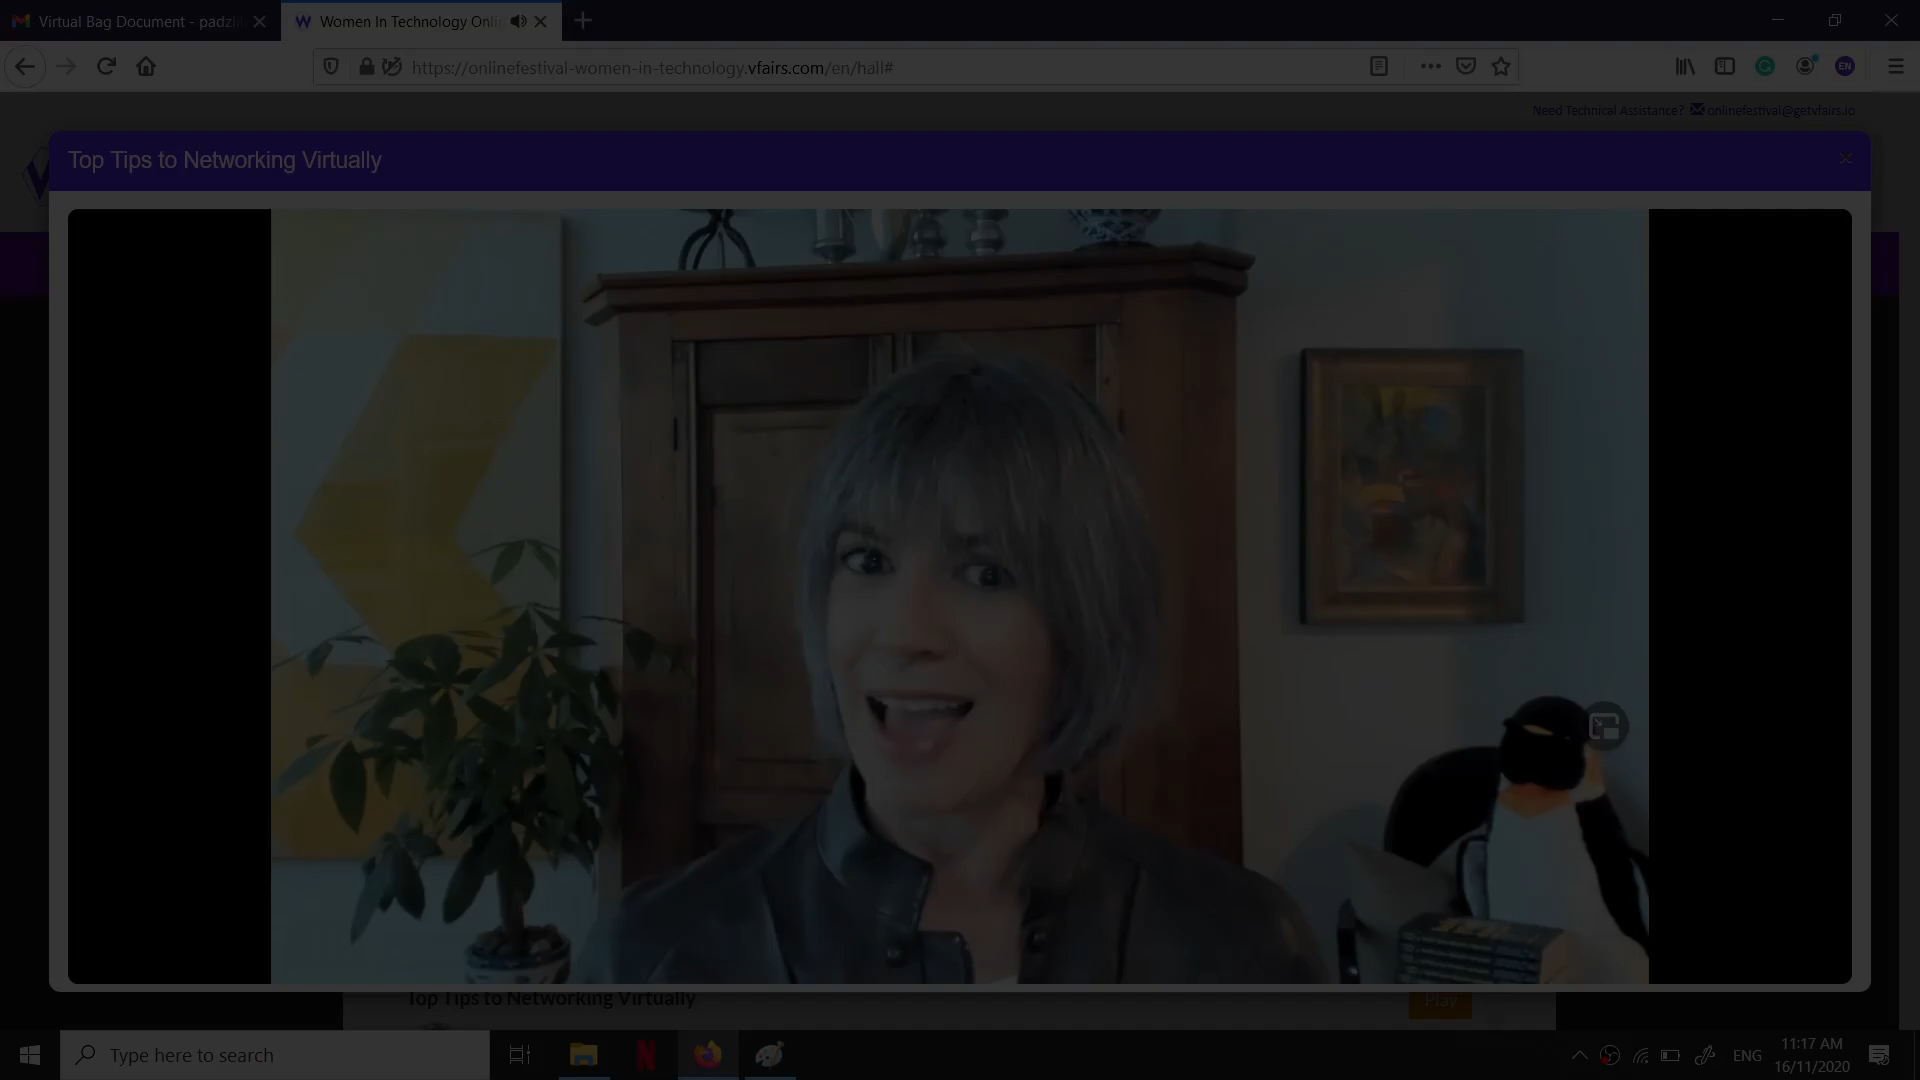 Virtual Bag Document - padzli
Women In Technology Onli
https://onlinefestival-women-in-technology.vfairs.com/en/hall#
EN
Need Technical Assistance? onlinefestival@getvfairs.io
Top Tips to Networking Virtually
Top Tips to Networking Virtually
Play
Type here to search
ENG
11:17 AM
16/11/2020